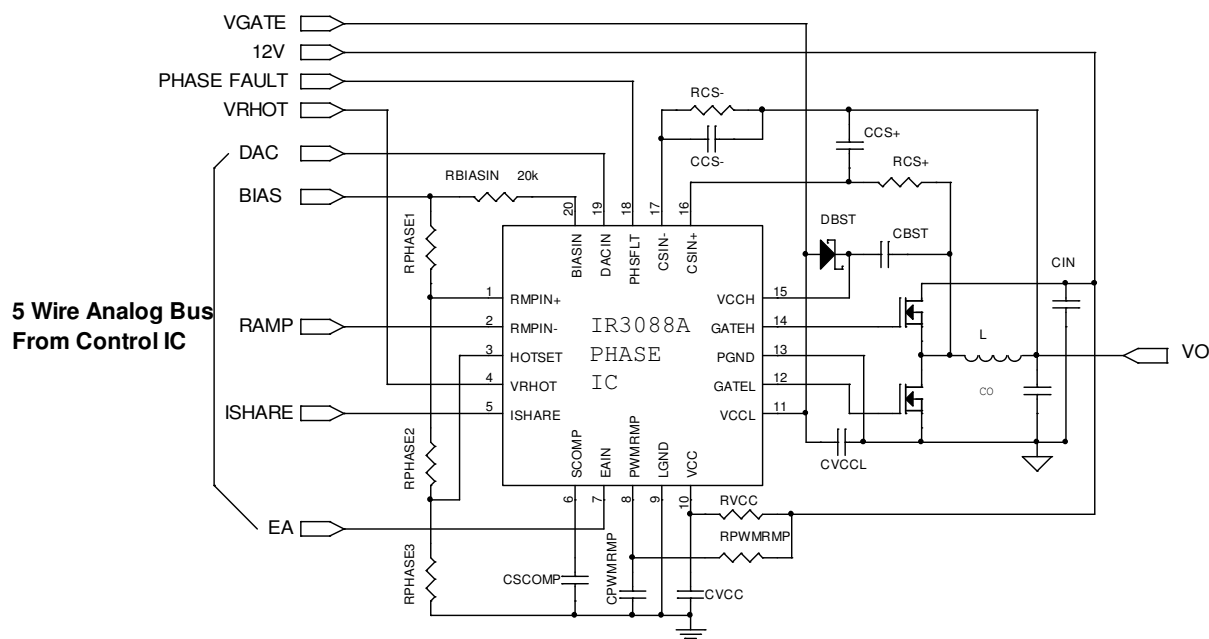 VGATE
12V
PHASE FAULT
VRHOT
DAC
BIAS
5 Wire Analog Bus
From Control IC
RAMP
ISHARE
EA
RBIASIN 20k
RPHASE1
RPHASE2
RPHASE3
RCS-
CCS-
CCS+
RCS+
DBST
CBST
CIN
20
19
18
17
16
BIASIN
DACIN
PHSFLT
CSIN-
CSIN+
1
RMPIN+
2
RMPIN-
3
HOTSET
4
VRHOT
5
ISHARE
IR3088A
PHASE
IC
VCCH
15
GATEH
14
PGND
13
GATEL
12
VCCL
11
SCOMP
EAIN
PWMRMP
LGND
VCC
6
7
8
9
10
L
CO
VO
CVCCL
RVCC
RPWMRMP
CSCOMP
CPWMRMP
CVCC